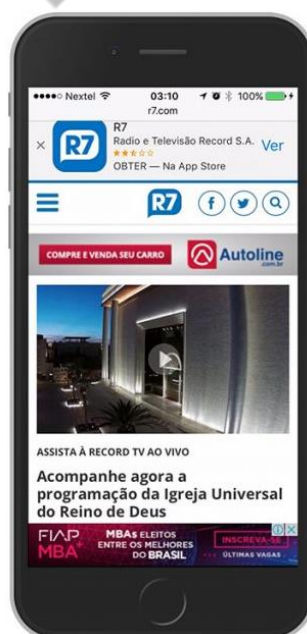 Nextel 03:10 100%
r7.com
R7
R7
Radio e Televisão Record S.A.
OBTER — Na App Store
Ver
R7
COMPRE E VENDA SEU CARRO
Autoline
.com.br
ASSISTA À RECORD TV AO VIVO
Acompanhe agora a
programação da Igreja Universal
do Reino de Deus
FIAP
MBA+
MBAs ELEITOS
ENTRE OS MELHORES
DO BRASIL
INSCREVA-SE
ÚLTIMAS VAGAS